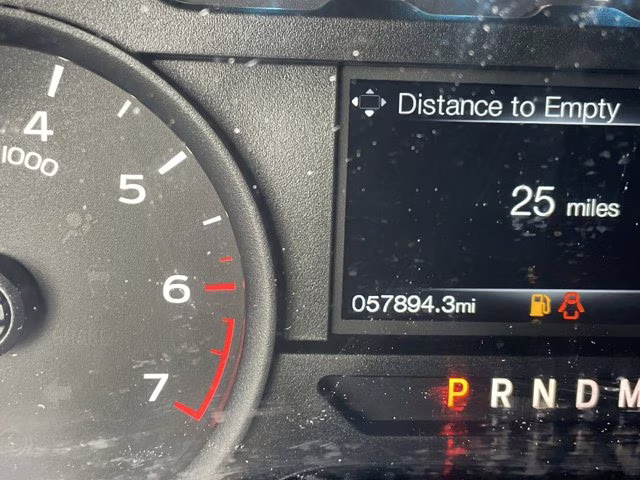 4
1000
5
6
7
Distance to Empty
25 miles
057894.3mi
P R N D M